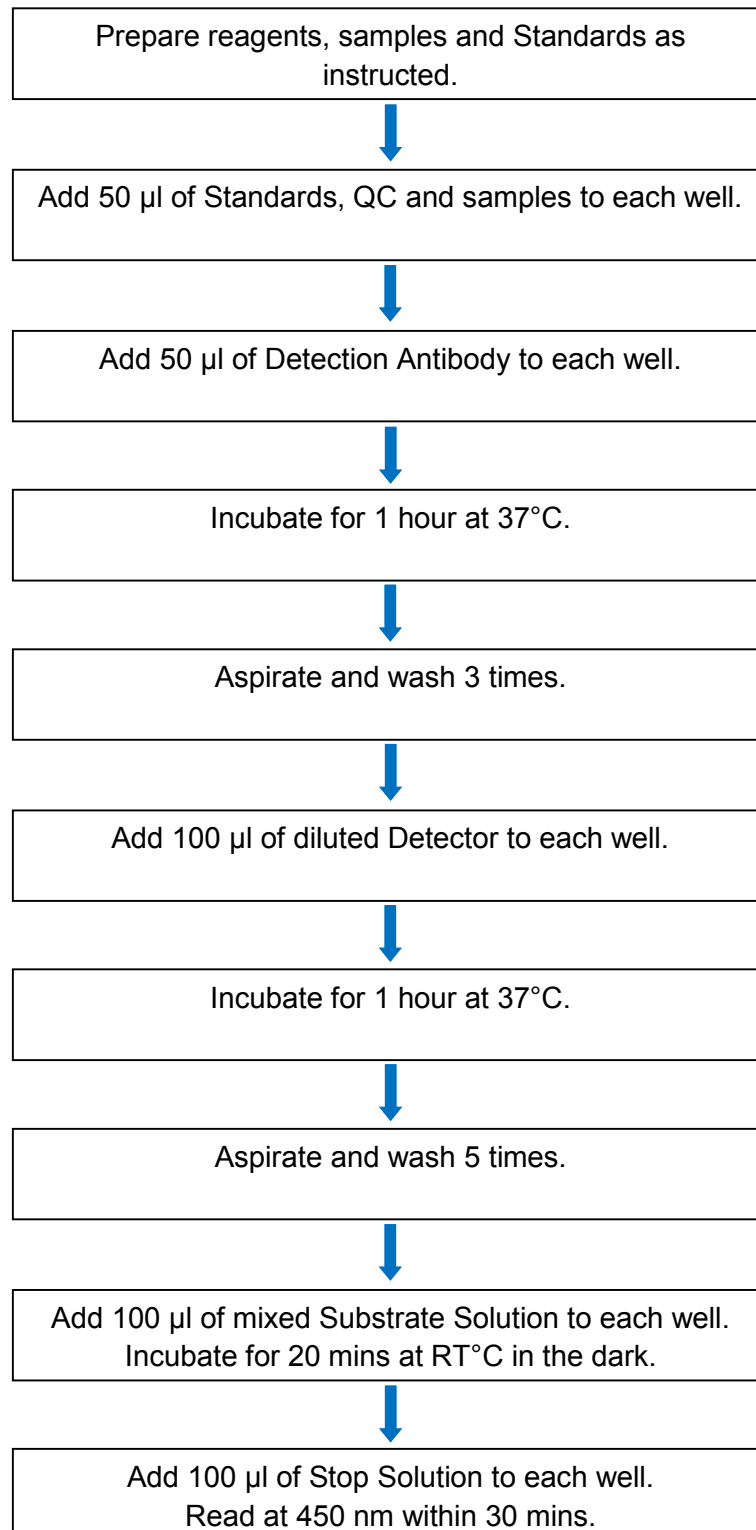 Prepare reagents, samples and Standards as
instructed.
Add 50 µl of Standards, QC and samples to each well.
Add 50 µl of Detection Antibody to each well.
Incubate for 1 hour at 37°C.
Aspirate and wash 3 times.
Add 100 µl of diluted Detector to each well.
Incubate for 1 hour at 37°C.
Aspirate and wash 5 times.
Add 100 µl of mixed Substrate Solution to each well.
Incubate for 20 mins at RT°C in the dark.
Add 100 µl of Stop Solution to each well.
Read at 450 nm within 30 mins.